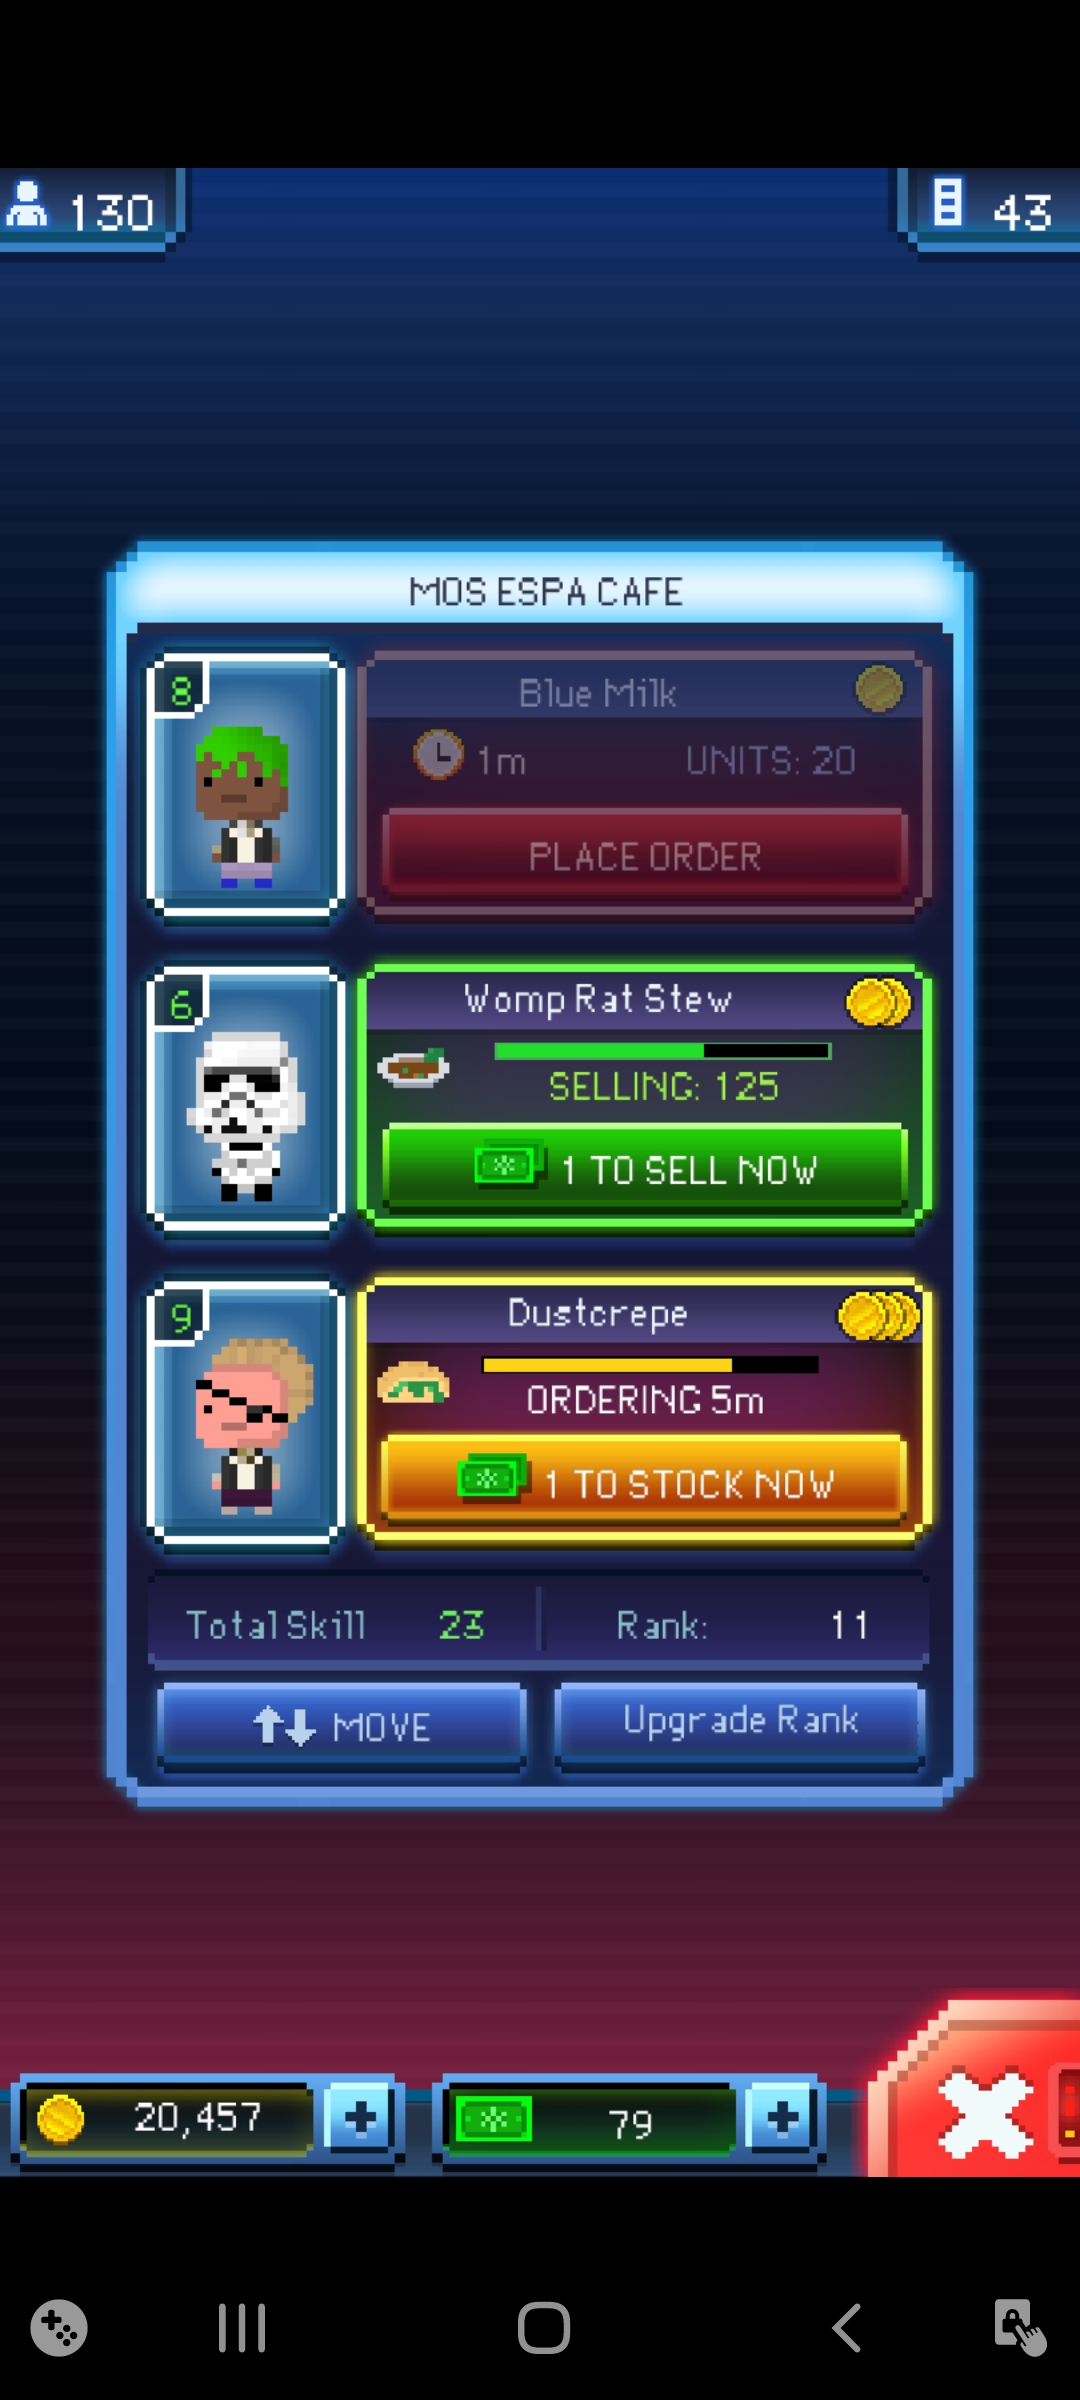 130
43
MOS ESPA CAFE
8
Blue Milk
1m UNITS: 20
PLACE ORDER
6
Womp Rat Stew
SELLING: 125
1 TO SELL NOW
9
Dustcrepe
ORDERING 5m
1 TO STOCK NOW
Total Skill 23 Rank: 11
MOVE Upgrade Rank
20,457 + 79 +